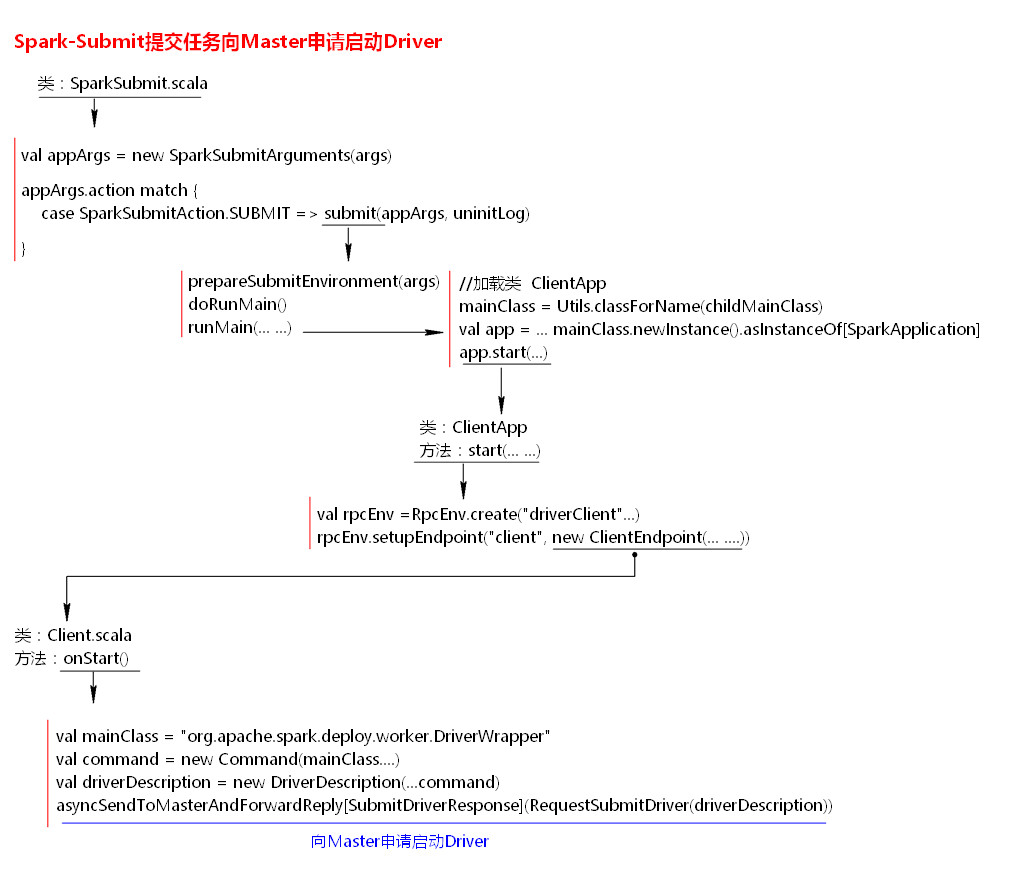 Spark-Submit提交任务向Master申请启动Driver
类：SparkSubmit.scala
val appArgs = new SparkSubmitArguments(args)
appArgs.action match {
case SparkSubmitAction.SUBMIT => submit(appArgs, uninitLog)
}
prepareSubmitEnvironment(args)
doRunMain()
runMain(... ...)
//加载类 ClientApp
mainClass = Utils.classForName(childMainClass)
val app = ... mainClass.newInstance().asInstanceOf[SparkApplication]
app.start(...)
类：ClientApp
方法：start(... ...)
val rpcEnv =RpcEnv.create("driverClient"...)
rpcEnv.setupEndpoint("client", new ClientEndpoint(... ....))
类：Client.scala
方法：onStart()
val mainClass = "org.apache.spark.deploy.worker.DriverWrapper"
val command = new Command(mainClass....)
val driverDescription = new DriverDescription(...command)
asyncSendToMasterAndForwardReply[SubmitDriverResponse](RequestSubmitDriver(driverDescription))
向Master申请启动Driver